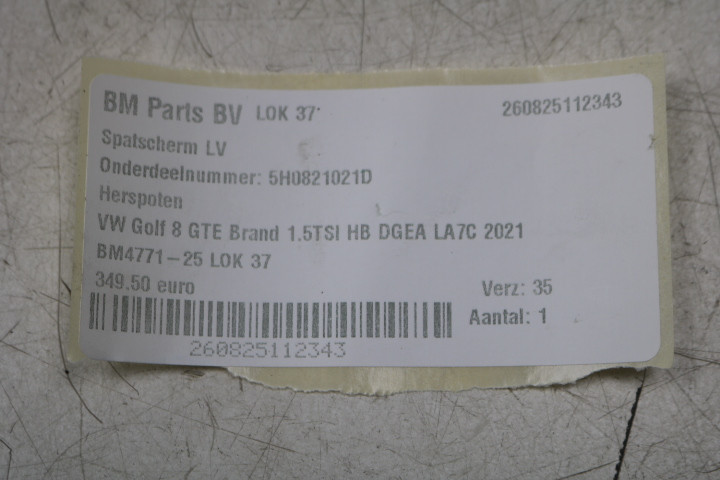 BM Parts BV LOK 37 260825112343
Spatscherm LV
Onderdeelnummer: 5H0821021D
Herspoten
VW Golf 8 GTE Brand 1.5TSI HB DGEA LA7C 2021
BM4771-25 LOK 37
349.50 euro Verz: 35
Aantal: 1
260825112343